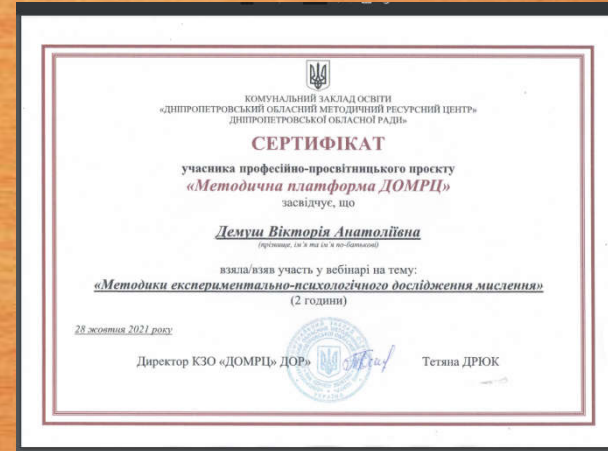 КОМУНАЛЬНИЙ ЗАКЛАД ОСВІТИ
«ДНІПРОПЕТРОВСЬКИЙ ОБЛАСНИЙ МЕТОДИЧНИЙ РЕСУРСНИЙ ЦЕНТР»
ДНІПРОПЕТРОВСЬКОЇ ОБЛАСНОЇ РАДИ»
СЕРТИФІКАТ
учасника професійно-просвітницького проєкту
«Методична платформа ДОМРЦ»
засвідчує, що
Демуш Вікторія Анатоліївна
(прізвище, ім'я та ім'я по-батькові)
взяла/взяв участь у вебінарі на тему:
«Методики експериментально-психологічного дослідження мислення»
(2 години)
28 жовтня 2021 року
Директор КЗО «ДОМРЦ» ДОР» Тетяна ДРЮК